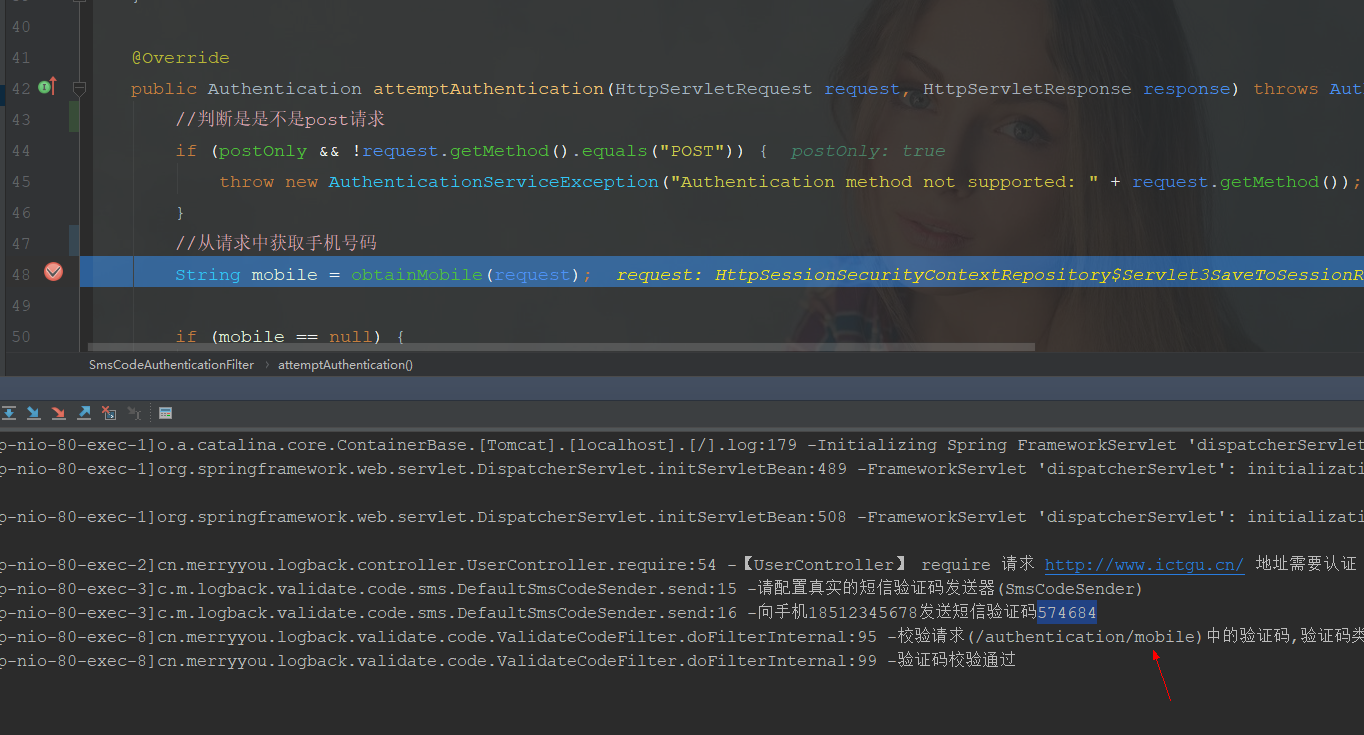 40
41 @Override
42 public Authentication attemptAuthentication(HttpServletRequest request, HttpServletResponse response) throws Aut
43 //判断是是不是post请求
44 if (postOnly && !request.getMethod().equals("POST")) { postOnly: true
45 throw new AuthenticationServiceException("Authentication method not supported: " + request.getMethod());
46 }
47 //从请求中获取手机号码
48 String mobile = obtainMobile(request); request: HttpSessionSecurityContextRepository$Servlet3SaveToSessionR
49
50 if (mobile == null) {
SmsCodeAuthenticationFilter › attemptAuthentication()
p-nio-80-exec-1]o.a.catalina.core.ContainerBase.[Tomcat].[localhost].[/].log:179 -Initializing Spring FrameworkServlet 'dispatcherServlet
p-nio-80-exec-1]org.springframework.web.servlet.DispatcherServlet.initServletBean:489 -FrameworkServlet 'dispatcherServlet': initializati
p-nio-80-exec-1]org.springframework.web.servlet.DispatcherServlet.initServletBean:508 -FrameworkServlet 'dispatcherServlet': initializati
p-nio-80-exec-2]cn.merryyou.logback.controller.UserController.require:54 -【UserController】 require 请求 http://www.ictgu.cn/ 地址需要认证
p-nio-80-exec-3]c.m.logback.validate.code.sms.DefaultSmsCodeSender.send:15 -请配置真实的短信验证码发送器(SmsCodeSender)
p-nio-80-exec-3]c.m.logback.validate.code.sms.DefaultSmsCodeSender.send:16 -向手机18512345678发送短信验证码574684
p-nio-80-exec-8]cn.merryyou.logback.validate.code.ValidateCodeFilter.doFilterInternal:95 -校验请求(/authentication/mobile)中的验证码,验证码类
p-nio-80-exec-8]cn.merryyou.logback.validate.code.ValidateCodeFilter.doFilterInternal:99 -验证码校验通过